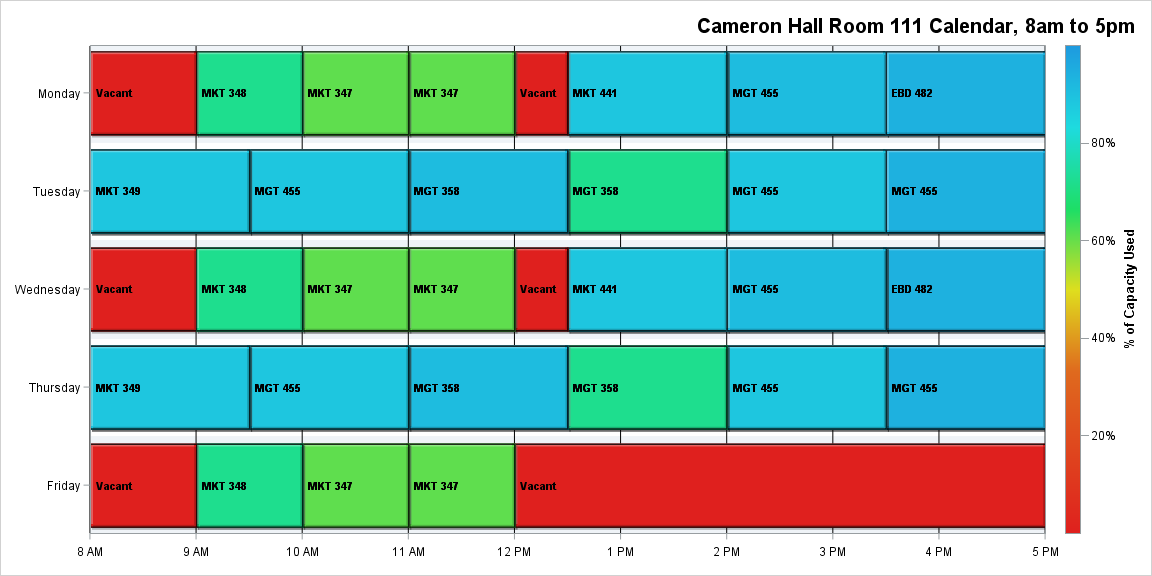 Cameron Hall Room 111 Calendar, 8am to 5pm
Monday
Vacant
MKT 348
MKT 347
MKT 347
Vacant
MKT 441
MGT 455
EBD 482
Tuesday
MKT 349
MGT 455
MGT 358
MGT 358
MGT 455
MGT 455
Wednesday
Vacant
MKT 348
MKT 347
MKT 347
Vacant
MKT 441
MGT 455
EBD 482
Thursday
MKT 349
MGT 455
MGT 358
MGT 358
MGT 455
MGT 455
Friday
Vacant
MKT 348
MKT 347
MKT 347
Vacant
8 AM
9 AM
10 AM
11 AM
12 PM
1 PM
2 PM
3 PM
4 PM
5 PM
80%
60%
40%
20%
% of Capacity Used